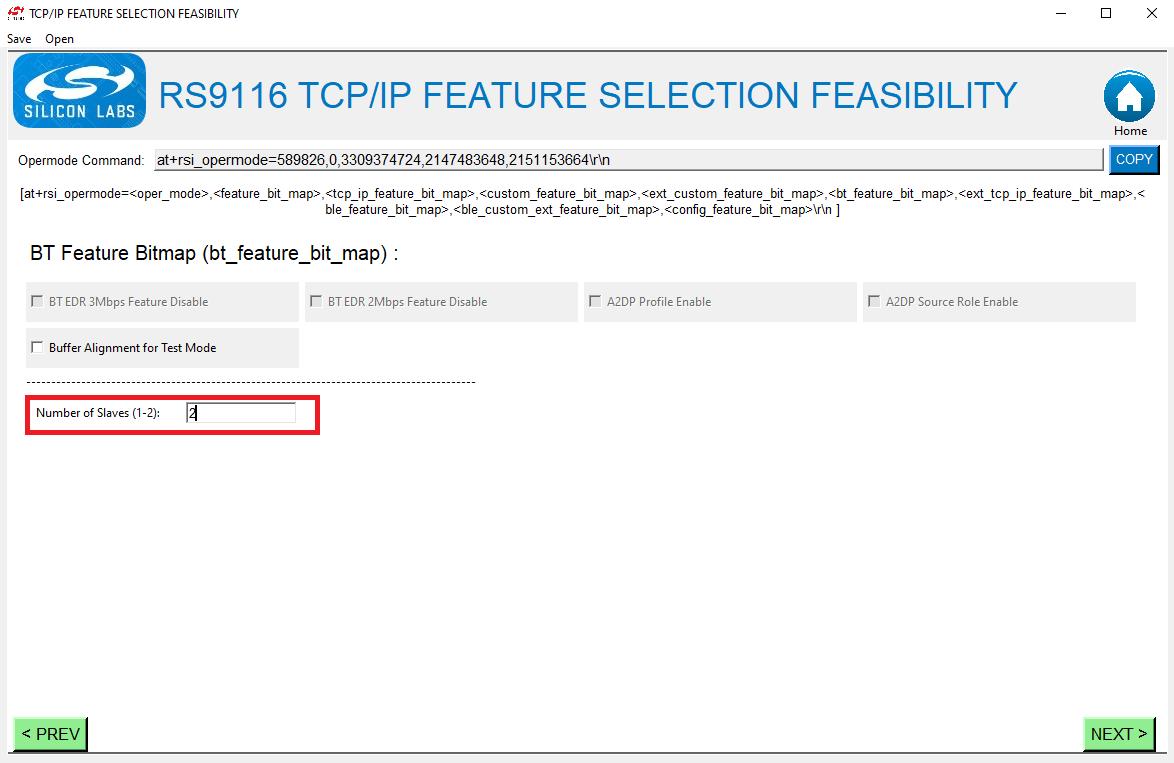 TCP/IP FEATURE SELECTION FEASIBILITY
Save Open
SILICON LABS
RS9116 TCP/IP FEATURE SELECTION FEASIBILITY
Home
Opermode Command: at+rsi_opermode=589826,0,3309374724,2147483648,2151153664\r\n COPY
[at+rsi_opermode=<oper_mode>,<feature_bit_map>,<tcp_ip_feature_bit_map>,<custom_feature_bit_map>,<ext_custom_feature_bit_map>,<bt_feature_bit_map>,<ext_tcp_ip_feature_bit_map>,<
ble_feature_bit_map>,<ble_custom_ext_feature_bit_map>,<config_feature_bit_map>\r\n ]
BT Feature Bitmap (bt_feature_bit_map) :
BT EDR 3Mbps Feature Disable BT EDR 2Mbps Feature Disable A2DP Profile Enable A2DP Source Role Enable
Buffer Alignment for Test Mode
------------------------------------------------------------------------------------------
Number of Slaves (1-2): 2
< PREV NEXT >